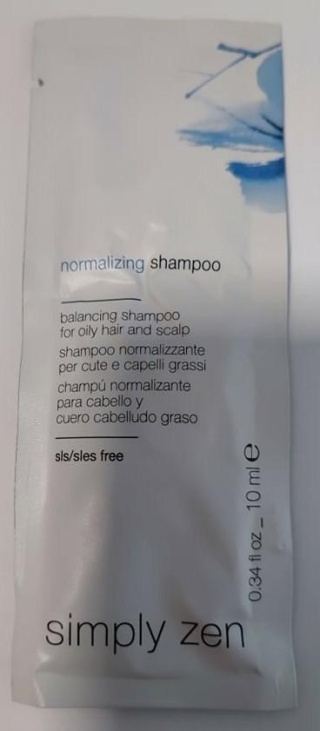 normalizing shampoo
balancing shampoo
for oily hair and scalp
shampoo normalizzante
per cute e capelli grassi
champú normalizante
para cabello y
cuero cabelludo graso
sls/sles free
0.34 fl oz_ 10 ml e
simply zen